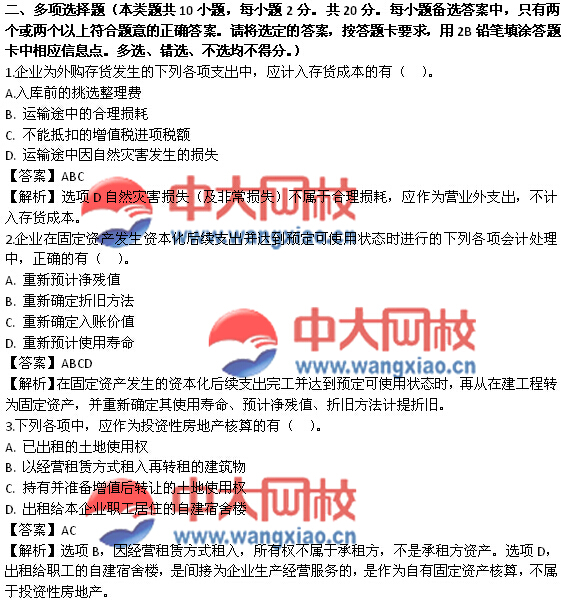 二、多项选择题（本类题共 10 小题，每小题 2 分。共 20 分。每小题备选答案中，只有两
个或两个以上符合题意的正确答案。请将选定的答案，按答题卡要求，用 2B 铅笔填涂答题
卡中相应信息点。多选、错选、不选均不得分。）
1.企业为外购存货发生的下列各项支出中，应计入存货成本的有（　）。
A.入库前的挑选整理费
B. 运输途中的合理损耗
C. 不能抵扣的增值税进项税额
D. 运输途中因自然灾害发生的损失
【答案】ABC
【解析】选项 D 自然灾害损失（及非常损失）不属于合理损耗，应作为营业外支出，不计
入存货成本。
中大网校
www.wangxiao.cn
2.企业在固定资产发生资本化后续支出并达到预定可使用状态时进行的下列各项会计处理
中，正确的有（　）。
A. 重新预计净残值
B. 重新确定折旧方法
C. 重新确定入账价值
D. 重新预计使用寿命
中大网校
www.wangxiao.cn
【答案】ABCD
【解析】在固定资产发生的资本化后续支出完工并达到预定可使用状态时，再从在建工程转
为固定资产，并重新确定其使用寿命、预计净残值、折旧方法计提折旧。
3.下列各项中，应作为投资性房地产核算的有（　）。
A. 已出租的土地使用权
B. 以经营租赁方式租入再转租的建筑物
C. 持有并准备增值后转让的土地使用权
D. 出租给本企业职工居住的自建宿舍楼
中大网校
www.wangxiao.cn
【答案】AC
【解析】选项 B，因经营租赁方式租入，所有权不属于承租方，不是承租方资产。选项 D，
出租给职工的自建宿舍楼，是间接为企业生产经营服务的，是作为自有固定资产核算，不属
于投资性房地产。